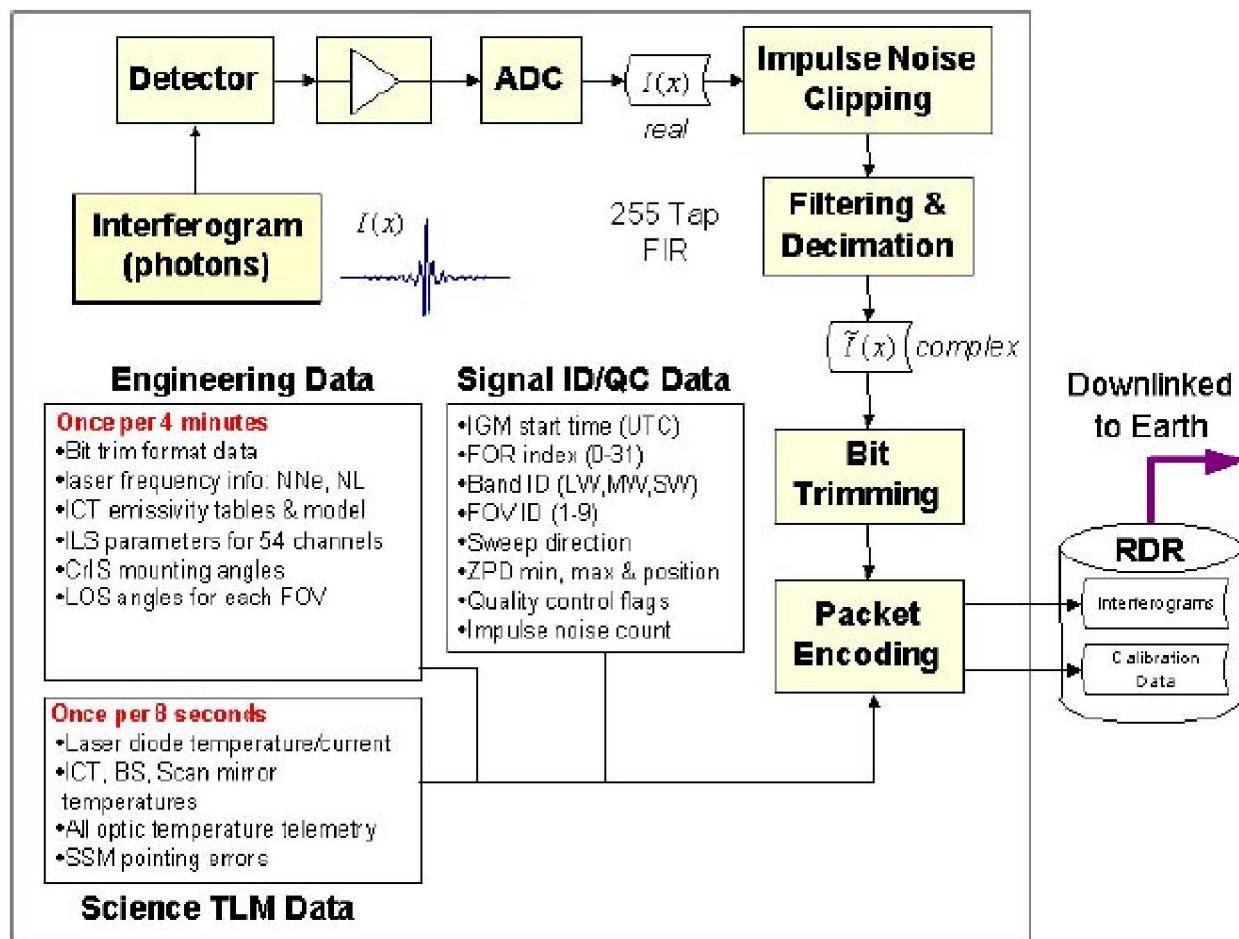 Detector
ADC
I(x)
real
Impulse Noise
Clipping
Interferogram
(photons)
I(x)
255 Tap
FIR
Filtering &
Decimation
Ĩ(x)
complex
Engineering Data
Once per 4 minutes
•Bit trim format data
•laser frequency info: NNe, NL
•ICT emissivity tables & model
•ILS parameters for 54 channels
•CrIS mounting angles
•LOS angles for each FOV
Signal ID/QC Data
•IGM start time (UTC)
•FOR index (0-31)
•Band ID (LW,MW,SW)
•FOV ID (1-9)
•Sweep direction
•ZPD min, max & position
•Quality control flags
•Impulse noise count
Bit
Trimming
Packet
Encoding
Downlinked
to Earth
RDR
Interferograms
Calibration
Data
Once per 8 seconds
•Laser diode temperature/current
•ICT, BS, Scan mirror
temperatures
•All optic temperature telemetry
•SSM pointing errors
Science TLM Data